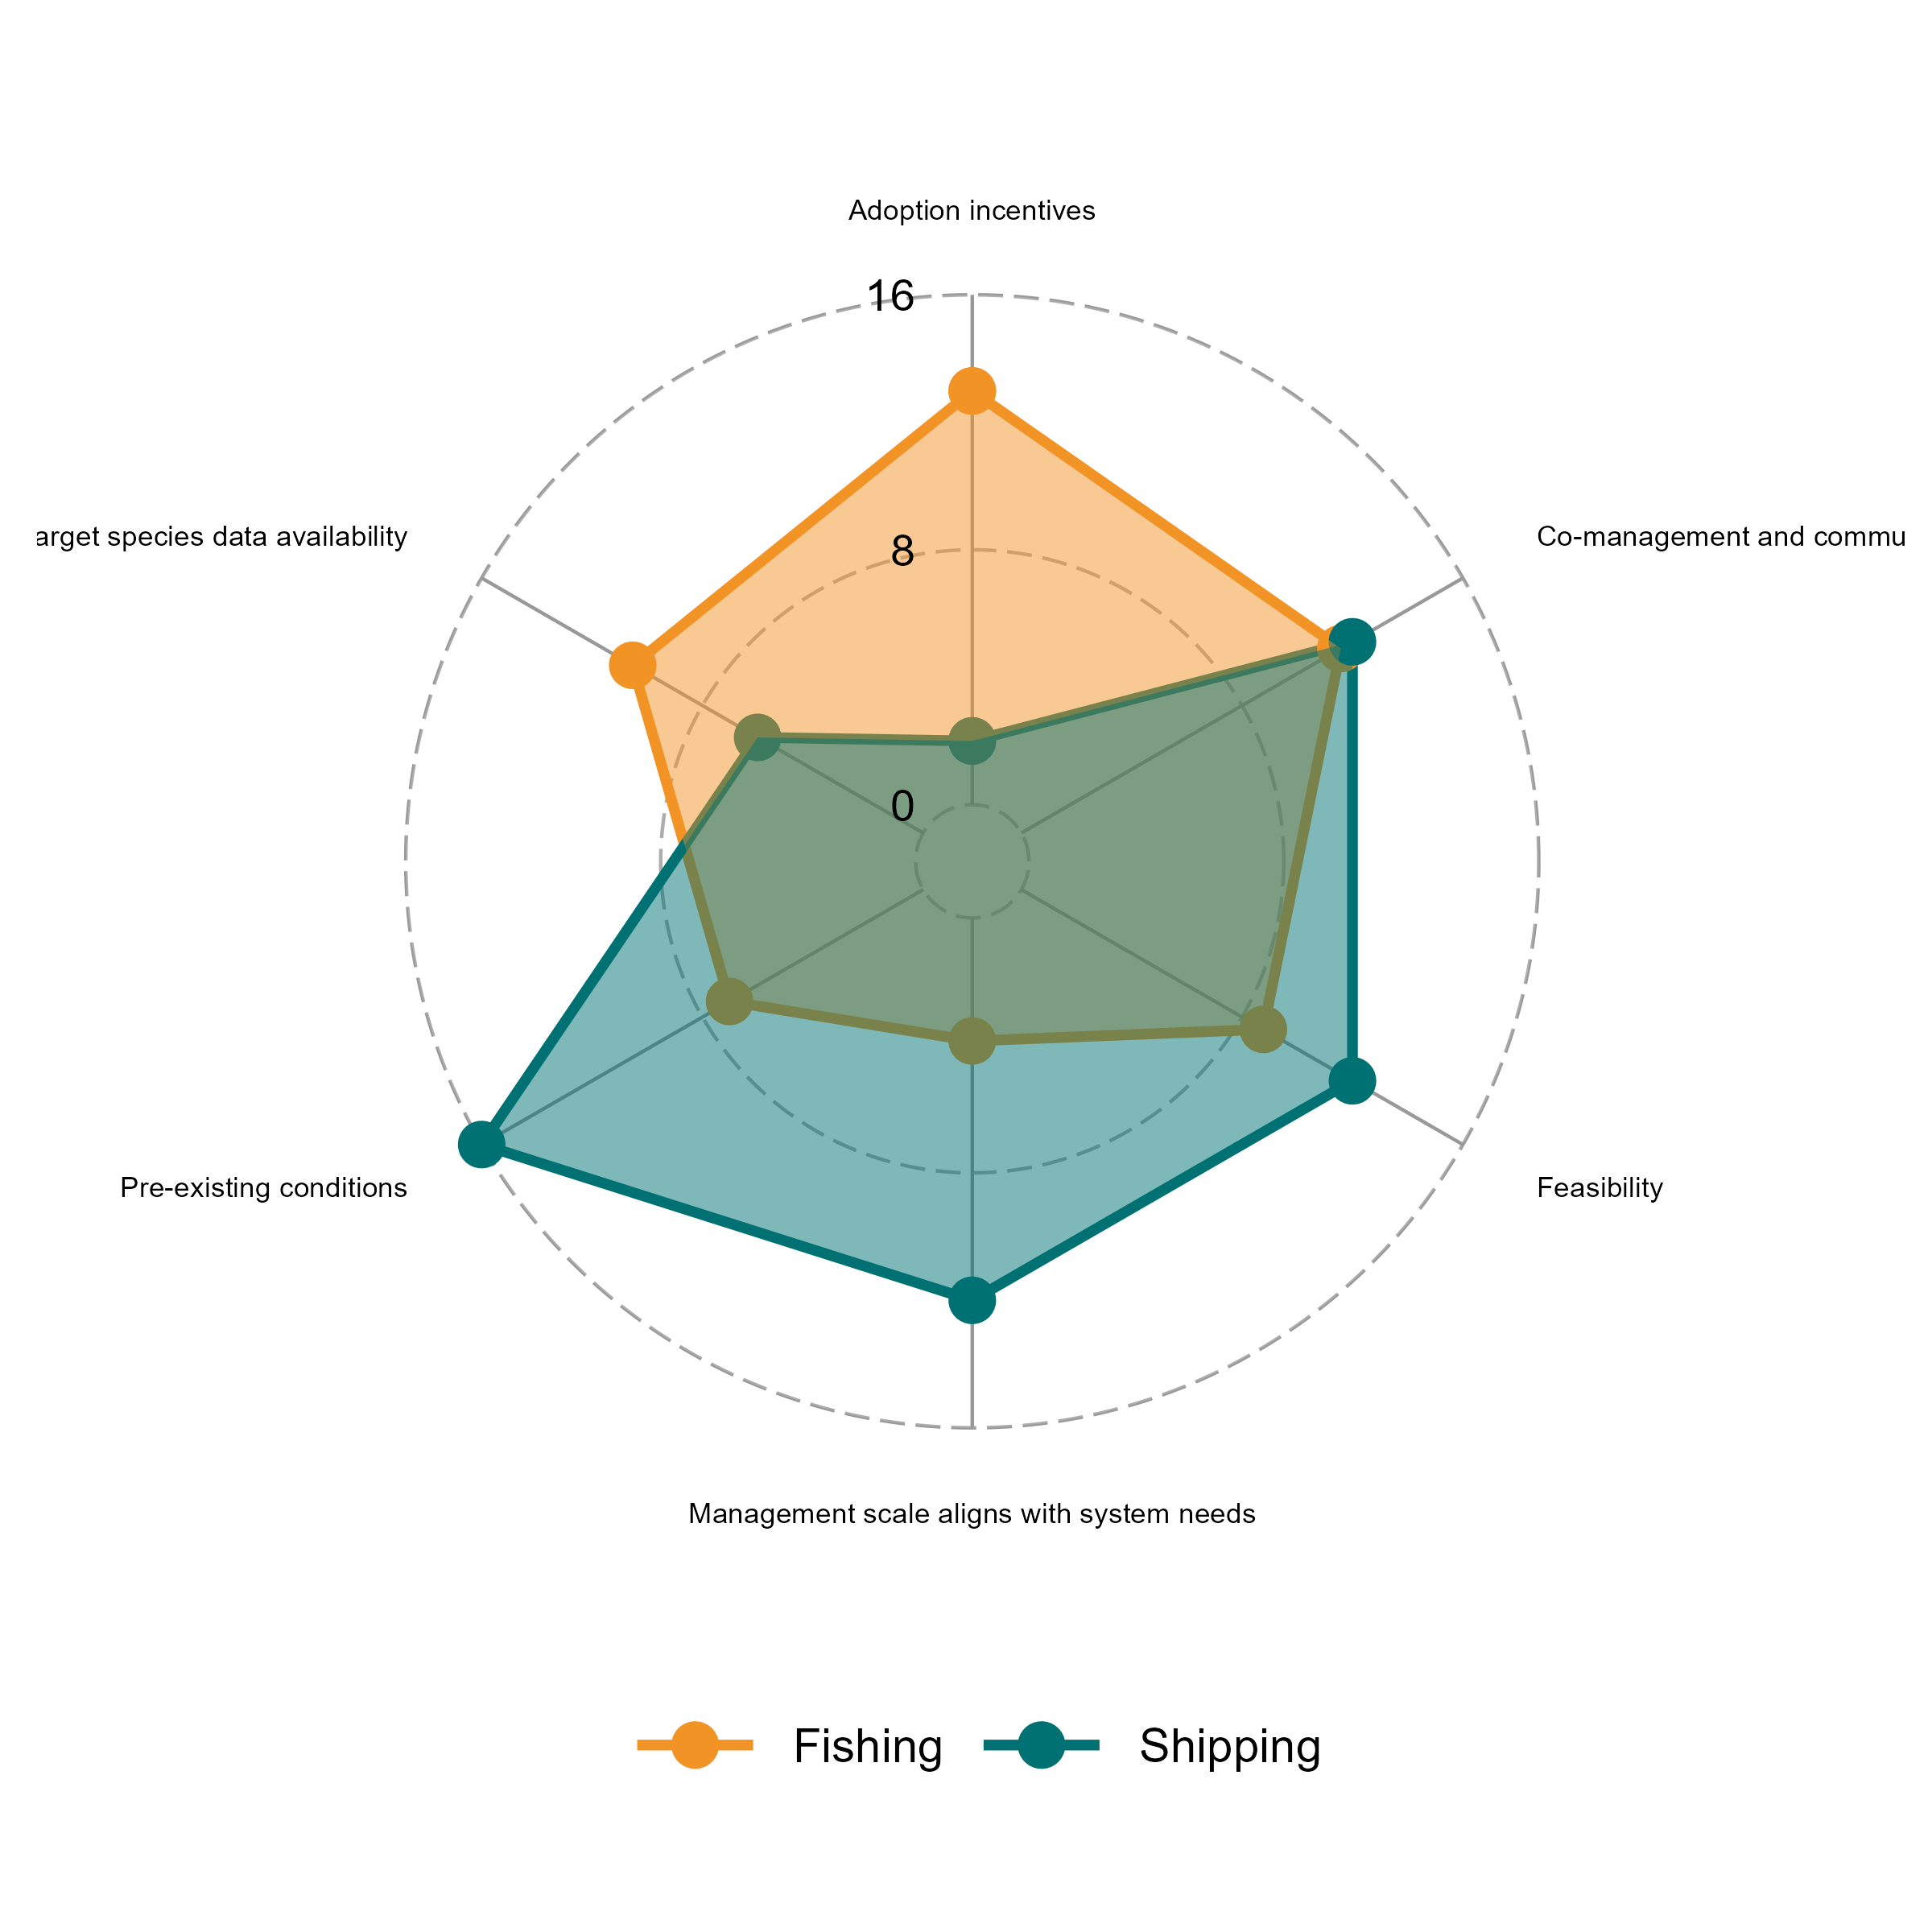 Adoption incentives
16
arget species data availability
Co-management and commu
8
0
Pre-existing conditions
Feasibility
Management scale aligns with system needs
Fishing
Shipping